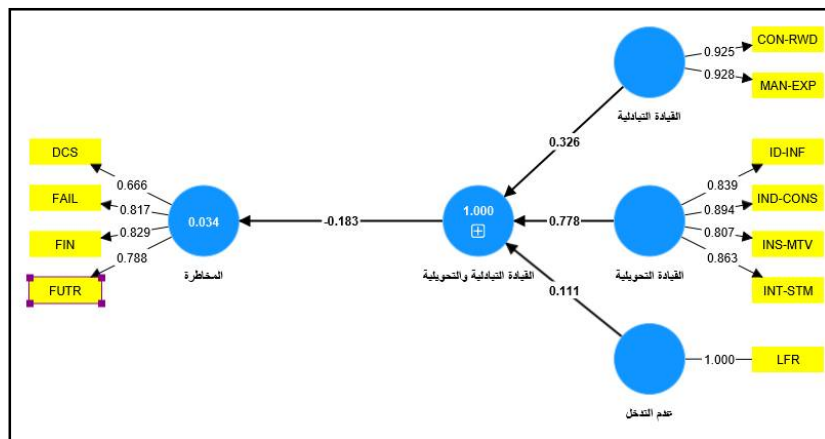 CON-RWD
0.925
0.928
MAN-EXP
القيادة التبادلية
0.326
DCS
0.666
FAIL
0.817
FIN
0.829
FUTR
0.788
0.034
المخاطرة
-0.183
1.000
القيادة التبادلية والتحويلية
0.778
القيادة التحويلية
ID-INF
0.839
IND-CONS
0.894
INS-MTV
0.807
INT-STM
0.863
0.111
1.000
LFR
عدم التدخل